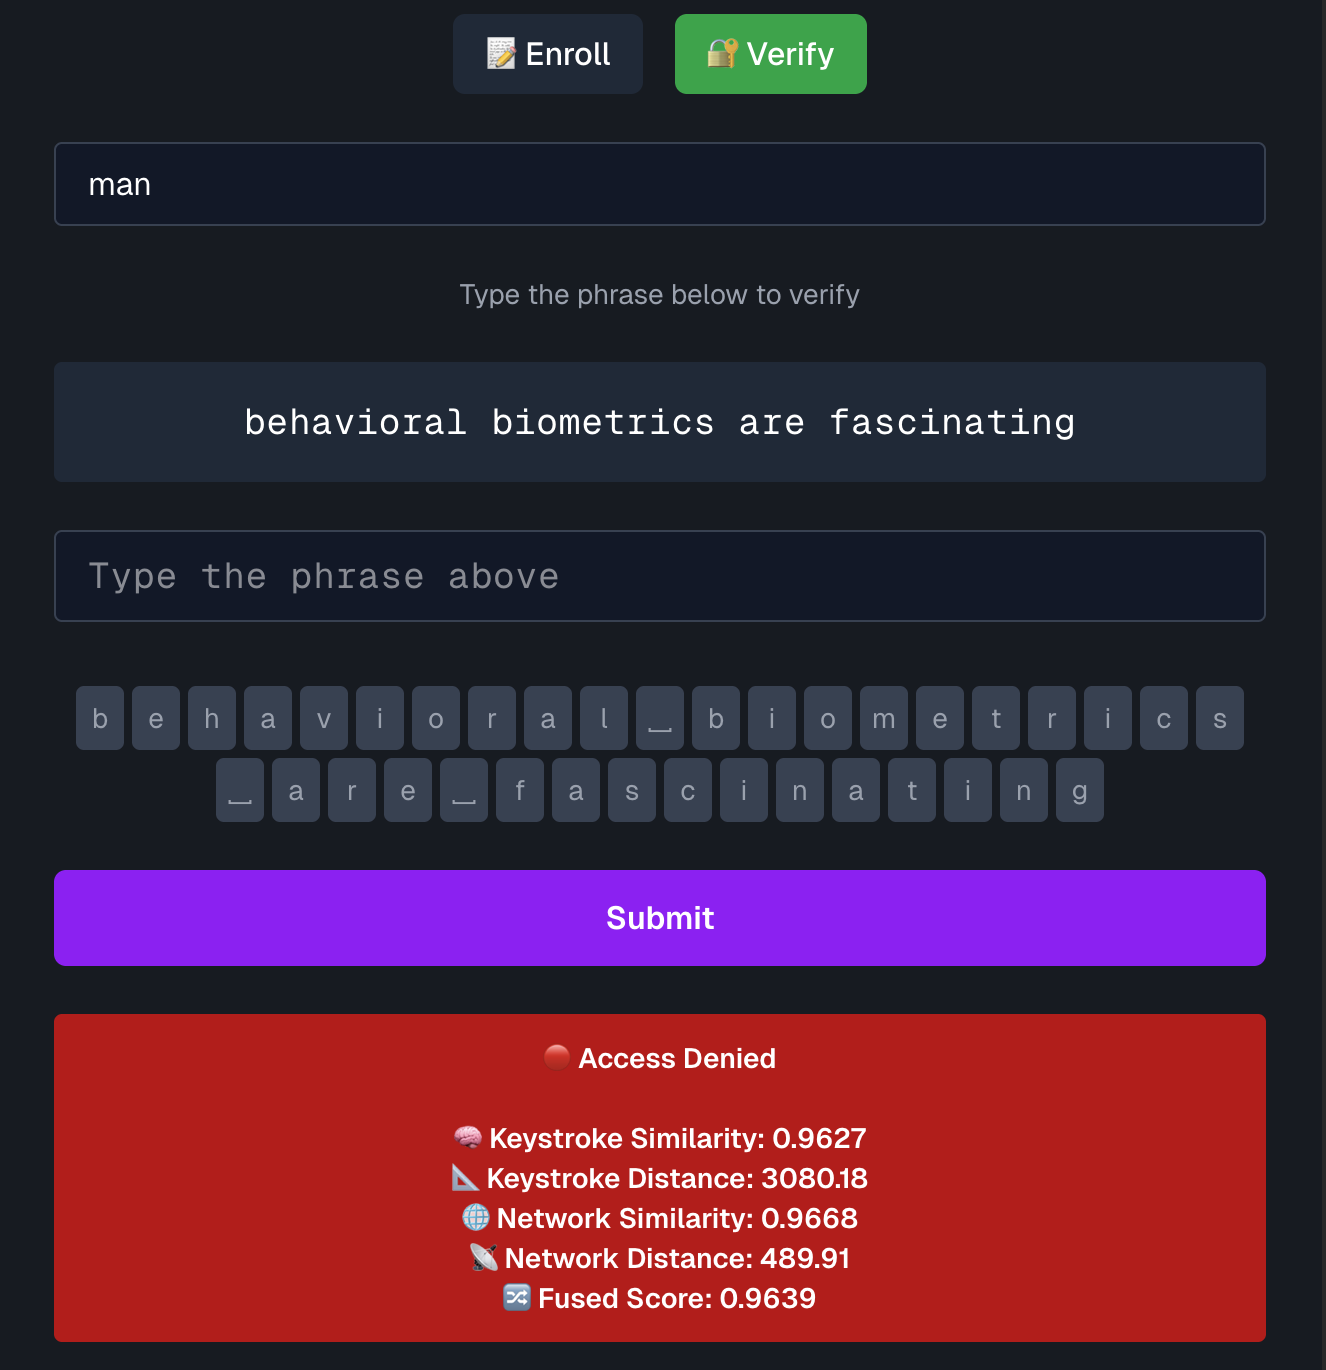 📝 Enroll 🔐 Verify
man
Type the phrase below to verify
behavioral biometrics are fascinating
Type the phrase above
b e h a v i o r a l ⎵ b i o m e t r i c s
⎵ a r e ⎵ f a s c i n a t i n g
Submit
🔴 Access Denied
🧠 Keystroke Similarity: 0.9627
📐 Keystroke Distance: 3080.18
🌐 Network Similarity: 0.9668
📡 Network Distance: 489.91
🔀 Fused Score: 0.9639